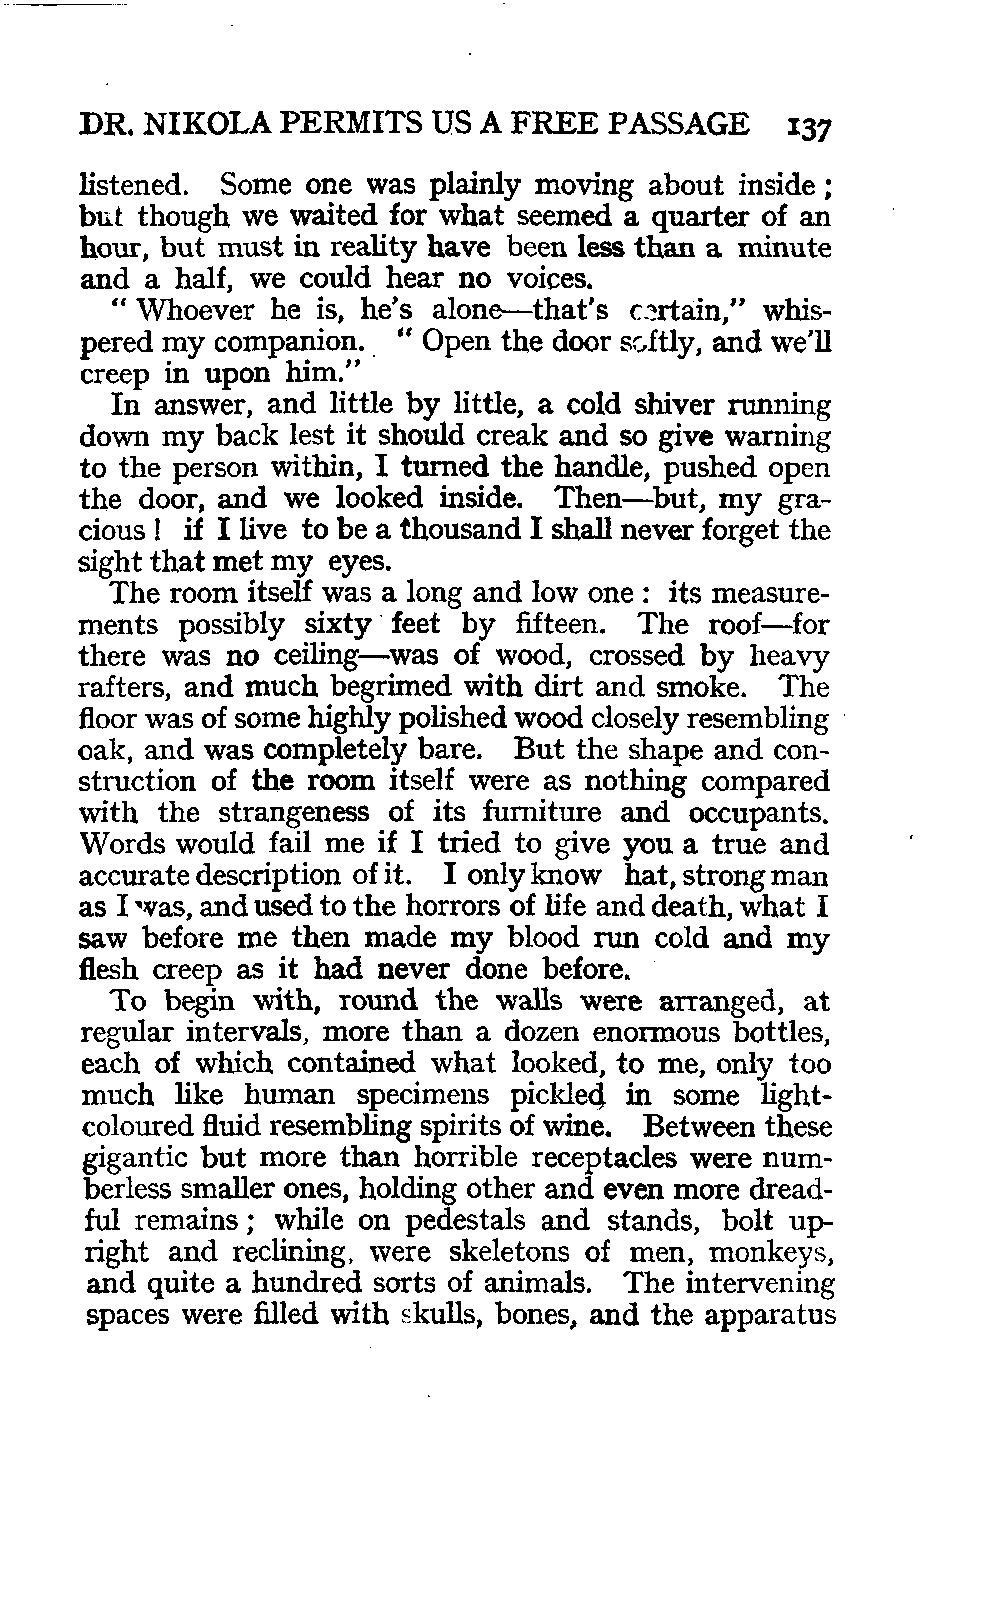 DR. NIKOLA PERMITS US A FREE PASSAGE 137
listened. Some one was plainly moving about inside ;
but though we waited for what seemed a quarter of an
hour, but must in reality have been less than a minute
and a half, we could hear no voices.
“ Whoever he is, he's alone—that's certain,” whis-
pered my companion. “ Open the door softly, and we'll
creep in upon him.”
In answer, and little by little, a cold shiver running
down my back lest it should creak and so give warning
to the person within, I turned the handle, pushed open
the door, and we looked inside. Then—but, my gra-
cious ! if I live to be a thousand I shall never forget the
sight that met my eyes.
The room itself was a long and low one : its measure-
ments possibly sixty feet by fifteen. The roof—for
there was no ceiling—was of wood, crossed by heavy
rafters, and much begrimed with dirt and smoke. The
floor was of some highly polished wood closely resembling
oak, and was completely bare. But the shape and con-
struction of the room itself were as nothing compared
with the strangeness of its furniture and occupants.
Words would fail me if I tried to give you a true and
accurate description of it. I only know hat, strong man
as I was, and used to the horrors of life and death, what I
saw before me then made my blood run cold and my
flesh creep as it had never done before.
To begin with, round the walls were arranged, at
regular intervals, more than a dozen enormous bottles,
each of which contained what looked, to me, only too
much like human specimens pickled in some light-
coloured fluid resembling spirits of wine. Between these
gigantic but more than horrible receptacles were num-
berless smaller ones, holding other and even more dread-
ful remains ; while on pedestals and stands, bolt up-
right and reclining, were skeletons of men, monkeys,
and quite a hundred sorts of animals. The intervening
spaces were filled with skulls, bones, and the apparatus